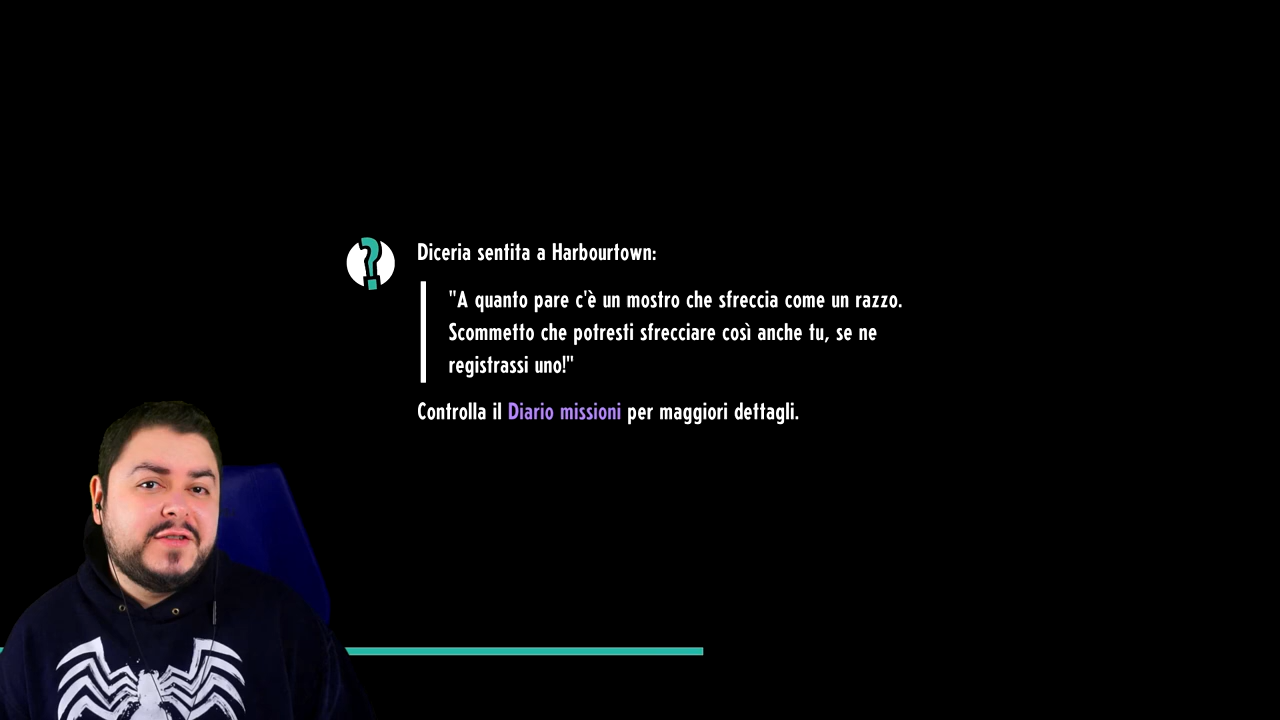 Diceria sentita a Harbourtown:
"A quanto pare c'è un mostro che sfreccia come un razzo.
Scommetto che potresti sfrecciare così anche tu, se ne
registrassi uno!"
Controlla il Diario missioni per maggiori dettagli.